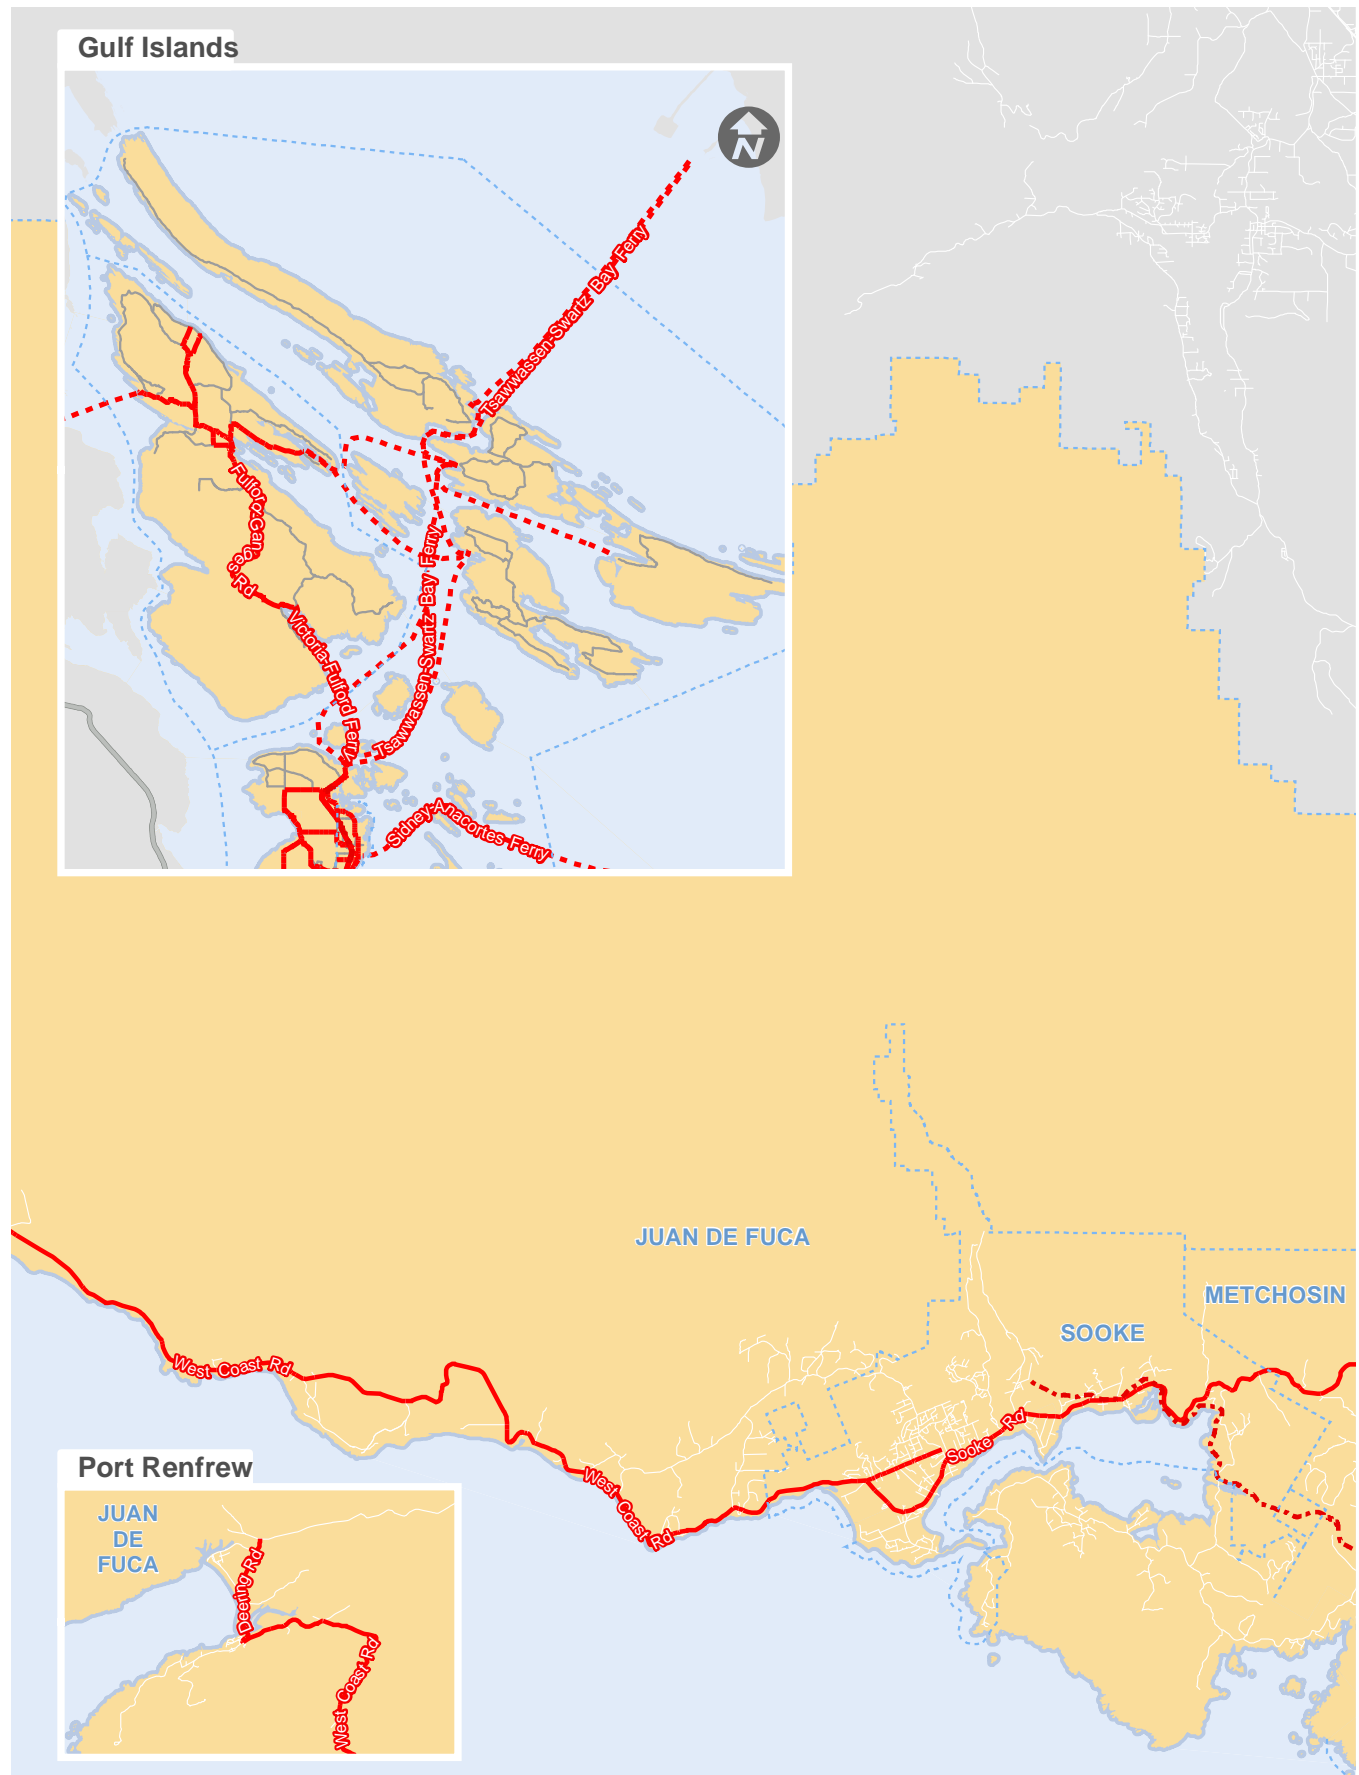 Gulf Islands
N
Tsawwassen-Swartz Bay Ferry
Fulford-Ganges Rd
Tsawwassen-Swartz Bay Ferry
Victoria-Fulford Ferry
Sidney-Anacortes Ferry
JUAN DE FUCA
METCHOSIN
SOOKE
West Coast Rd
Sooke Rd
West Coast Rd
Port Renfrew
JUAN
DE
FUCA
Deering Rd
West Coast Rd